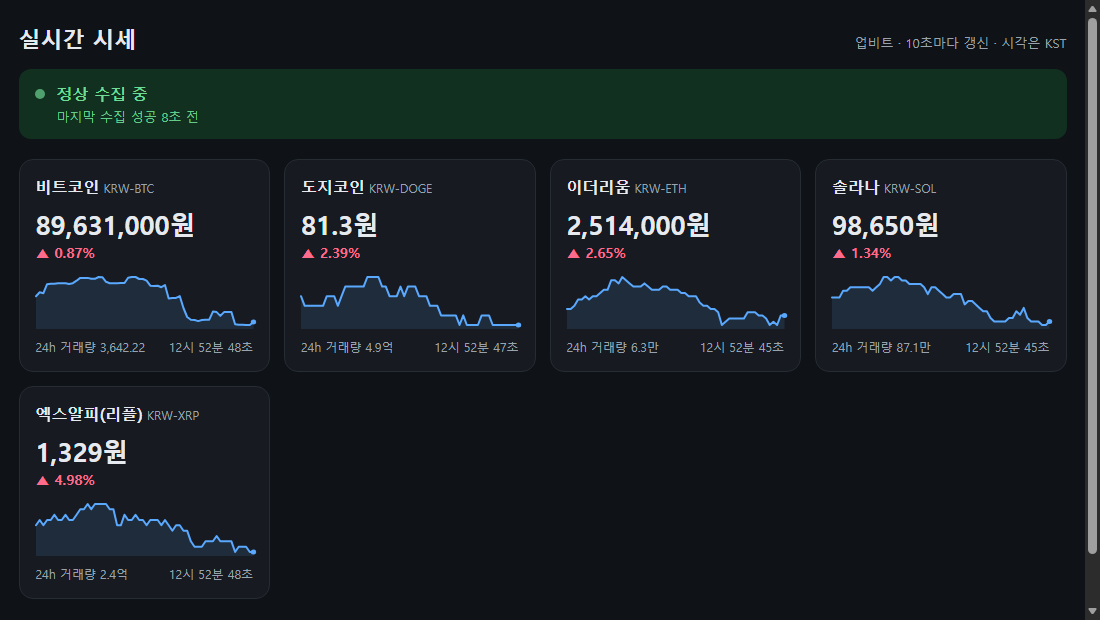 실시간 시세
업비트 · 10초마다 갱신 · 시각은 KST
정상 수집 중
마지막 수집 성공 8초 전
비트코인 KRW-BTC
89,631,000원
▲ 0.87%
24h 거래량 3,642.22 12시 52분 48초
도지코인 KRW-DOGE
81.3원
▲ 2.39%
24h 거래량 4.9억 12시 52분 47초
이더리움 KRW-ETH
2,514,000원
▲ 2.65%
24h 거래량 6.3만 12시 52분 45초
솔라나 KRW-SOL
98,650원
▲ 1.34%
24h 거래량 87.1만 12시 52분 45초
엑스알피(리플) KRW-XRP
1,329원
▲ 4.98%
24h 거래량 2.4억 12시 52분 48초